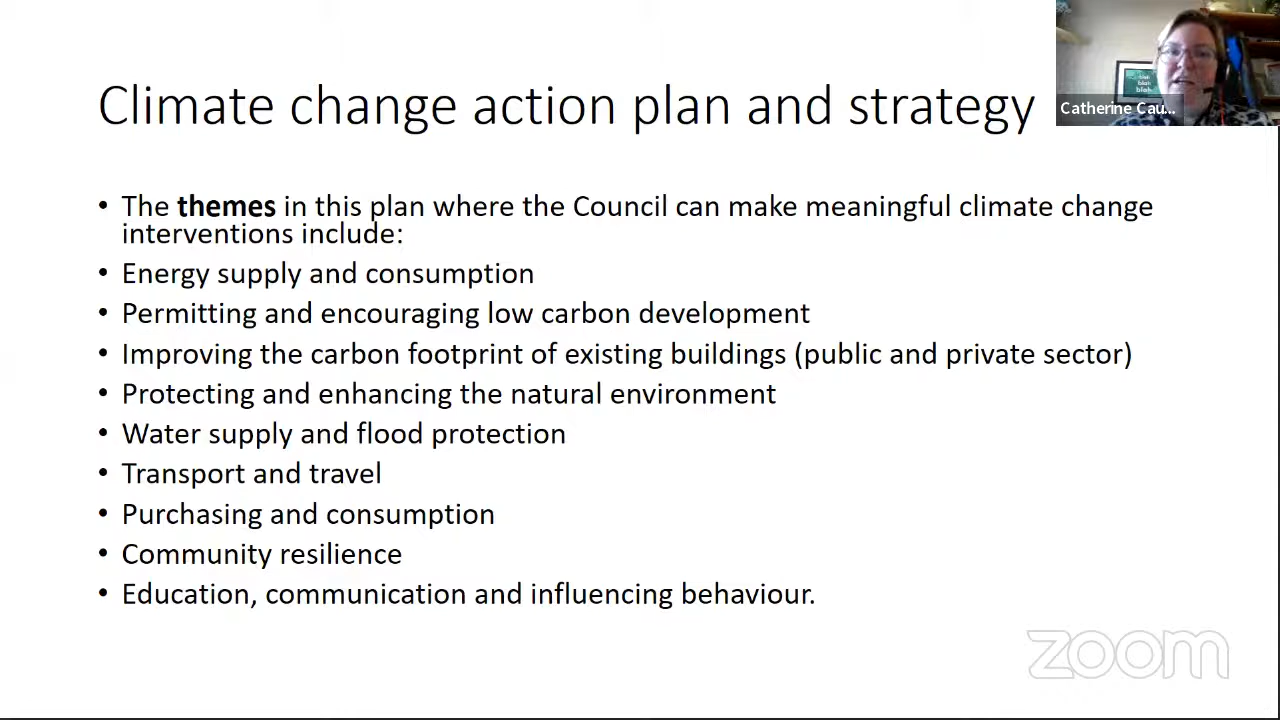 Climate change action plan and strategy
Catherine Cau...
• The themes in this plan where the Council can make meaningful climate change
interventions include:
• Energy supply and consumption
• Permitting and encouraging low carbon development
• Improving the carbon footprint of existing buildings (public and private sector)
• Protecting and enhancing the natural environment
• Water supply and flood protection
• Transport and travel
• Purchasing and consumption
• Community resilience
• Education, communication and influencing behaviour.
zoom